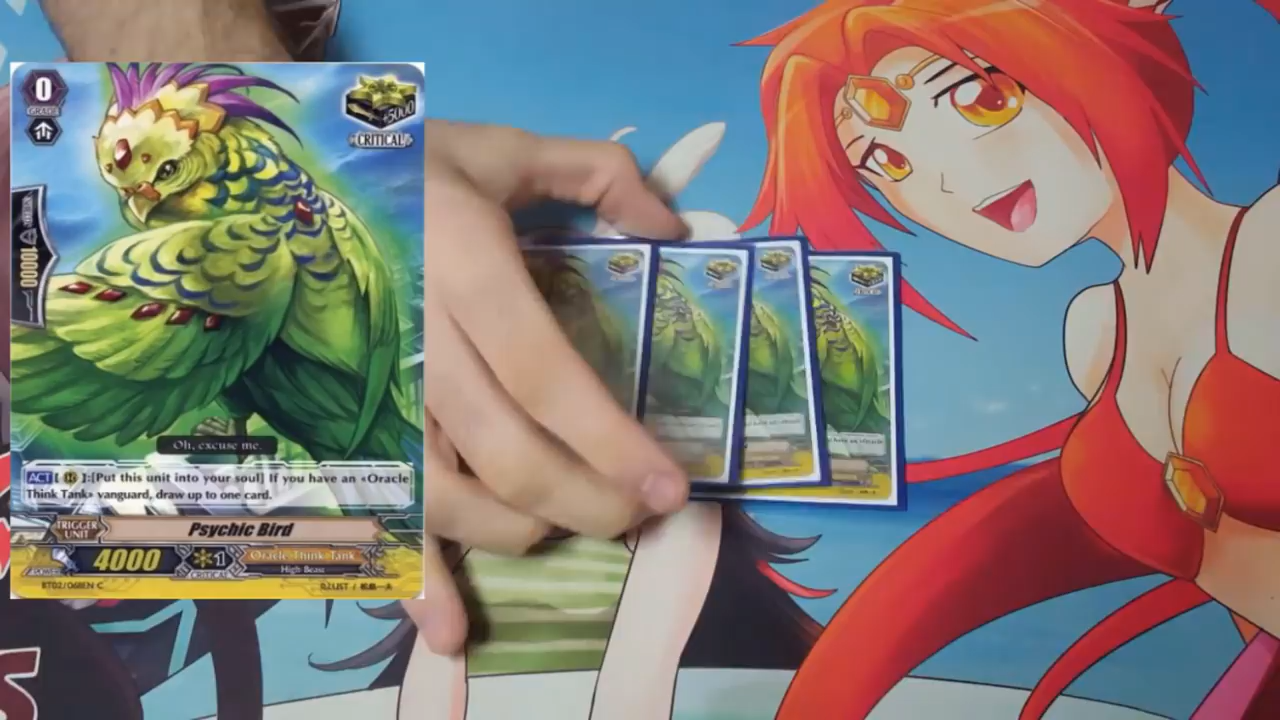 0
GRADE
+5000
CRITICAL
10000
Oh, excuse me.
ACT[ ]:[Put this unit into your soul] If you have an «Oracle
Think Tank» vanguard, draw up to one card.
TRIGGER
UNIT
Psychic Bird
POWER
4000
1
CRITICAL
Oracle Think Tank
High Beast
BT02/068EN C
ILLUST /
S